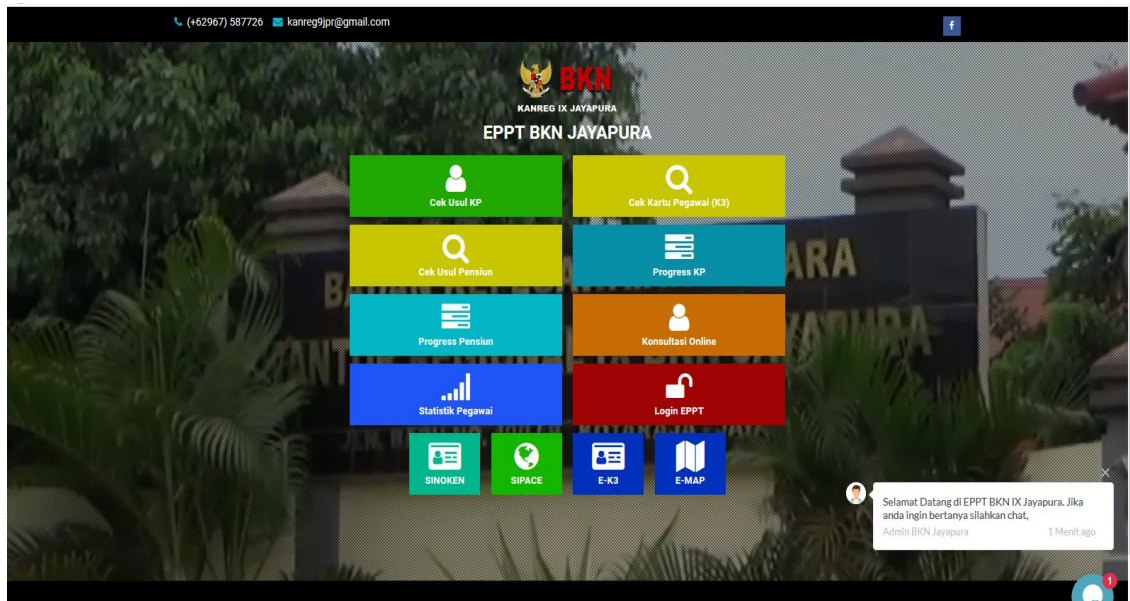 (+62967) 587726 kanreg9jpr@gmail.com
f
BKN
KANREG IX JAYAPURA
EPPT BKN JAYAPURA
Cek Usul KP
Cek Kartu Pegawai (K3)
Cek Usul Pensiun
Progress KP
Progress Pensiun
Konsultasi Online
Statistik Pegawai
Login EPPT
SINOKEN
SIPACE
E-K3
E-MAP
Selamat Datang di EPPT BKN IX Jayapura. Jika
anda ingin bertanya silahkan chat,
Admin BKN Jayapura 1 Menit ago
1